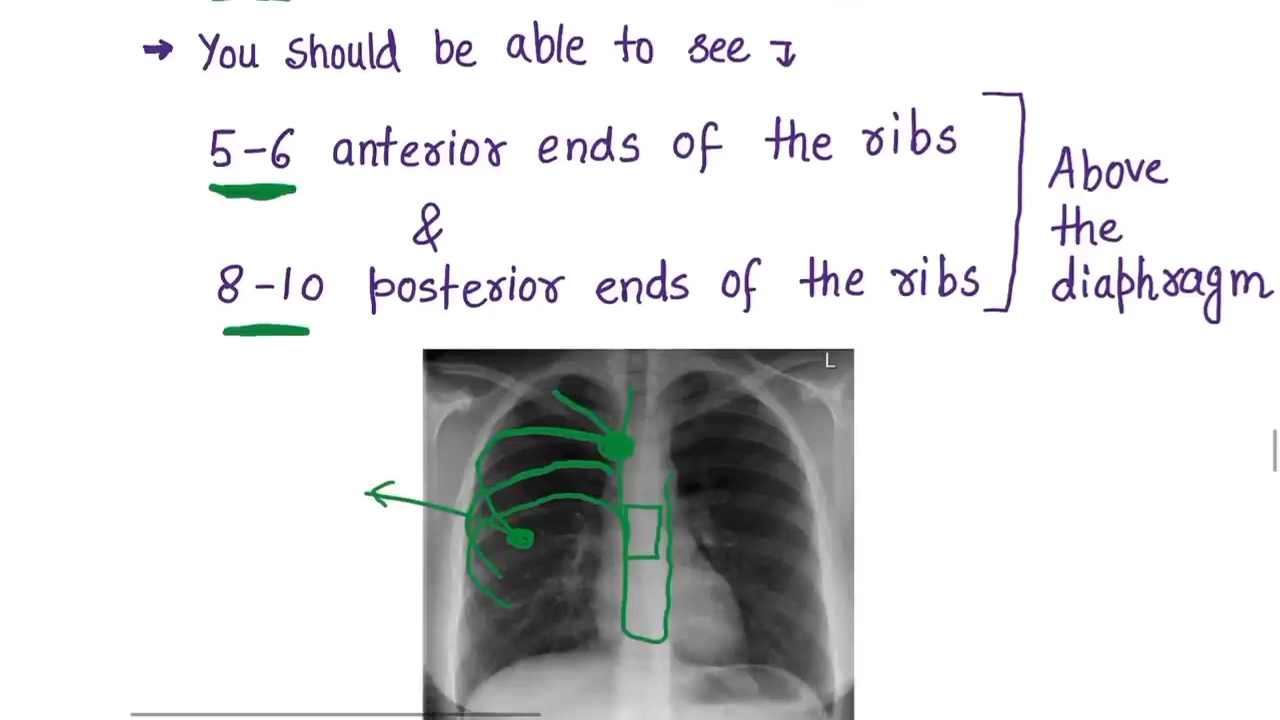 → You should be able to see ↴
5-6 anterior ends of the ribs
&
8-10 posterior ends of the ribs
Above
the
diaphragm
L